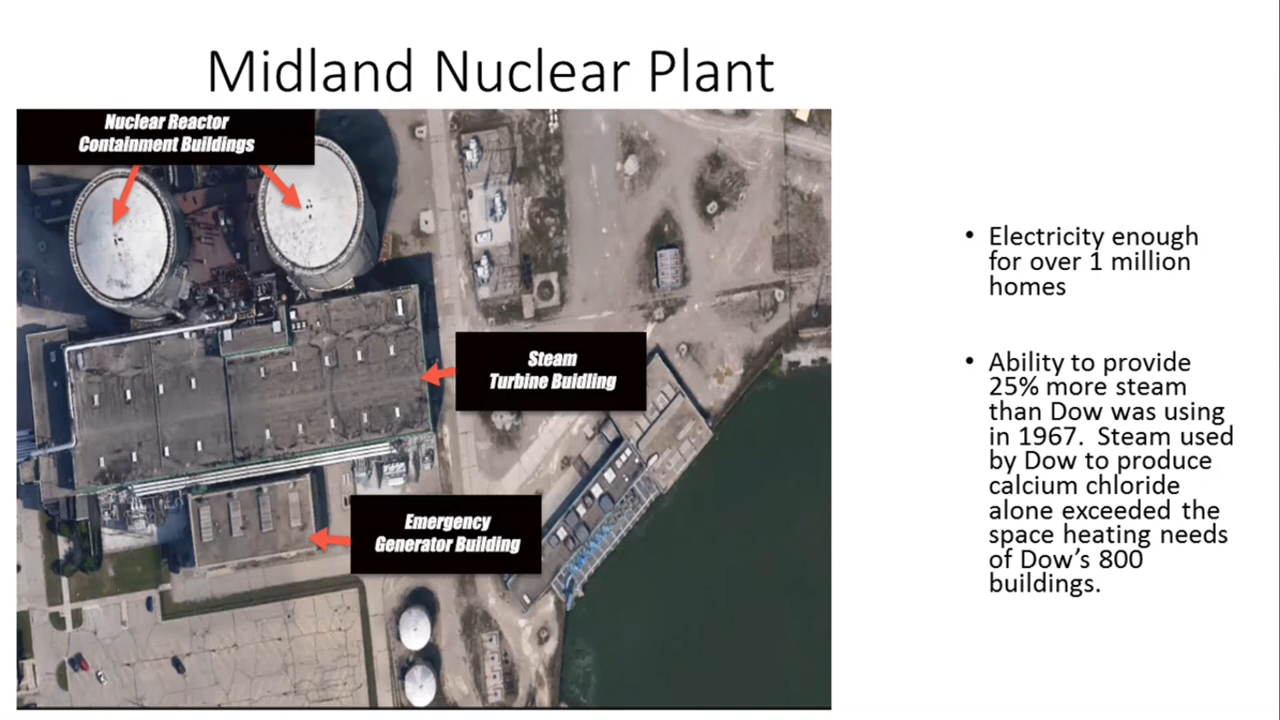 Midland Nuclear Plant
Nuclear Reactor
Containment Buildings
Steam
Turbine Buidling
Emergency
Generator Building
• Electricity enough
for over 1 million
homes
• Ability to provide
25% more steam
than Dow was using
in 1967.  Steam used
by Dow to produce
calcium chloride
alone exceeded the
space heating needs
of Dow’s 800
buildings.